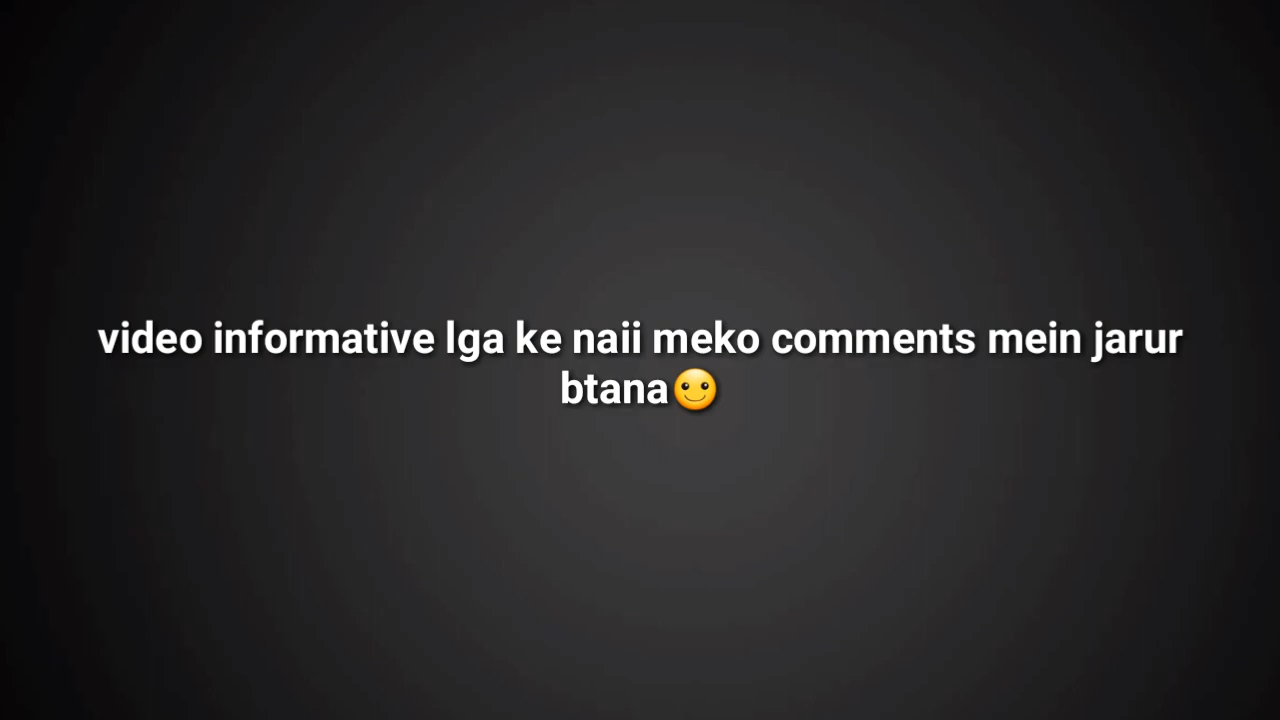 video informative lga ke naii meko comments mein jarur
btana🙂